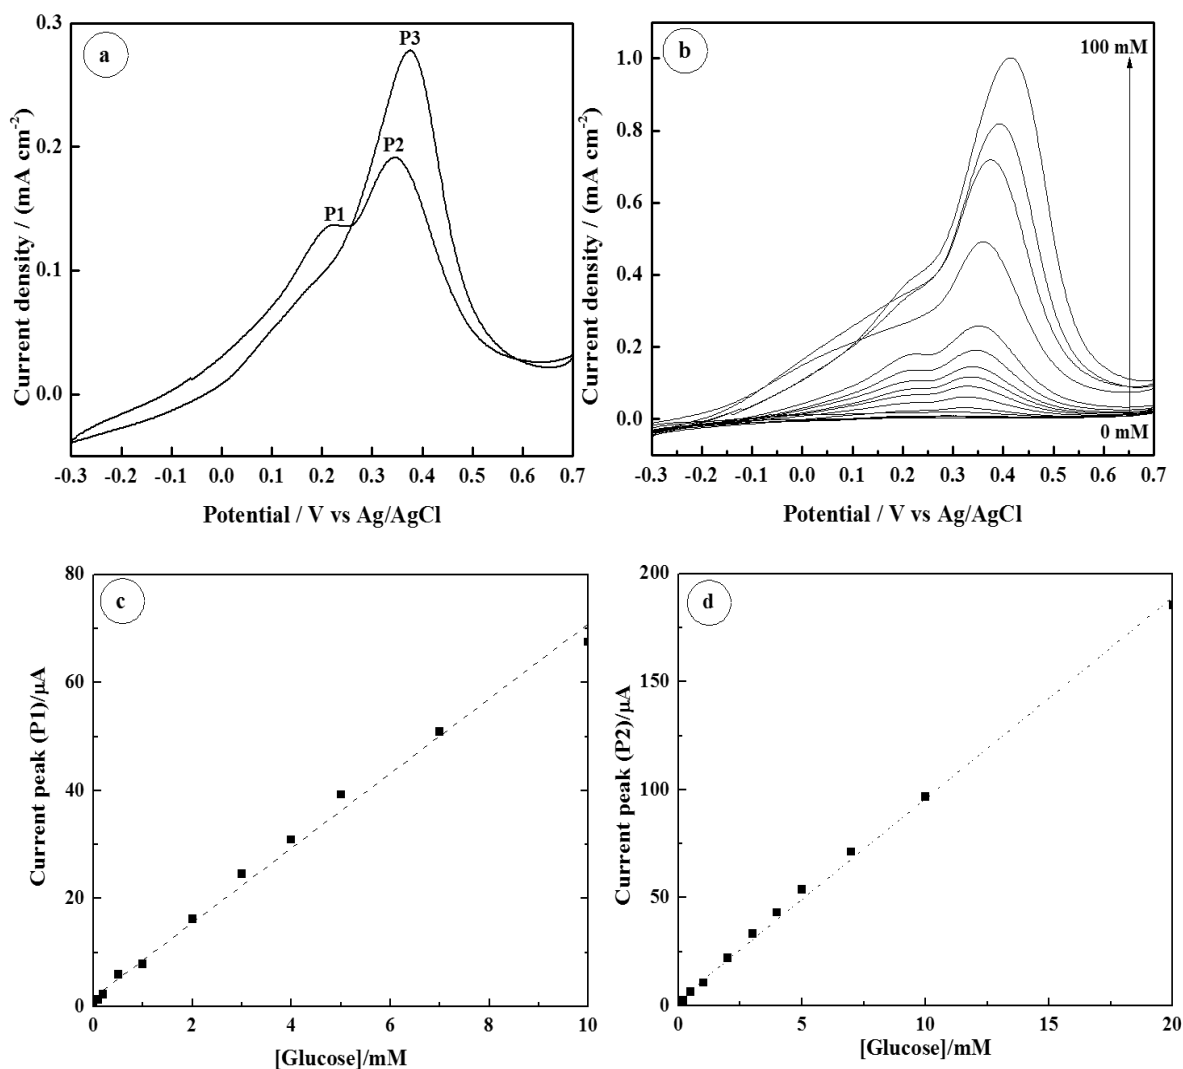 a
P1
P2
P3
Current density / (mA cm-2)
0.3
0.2
0.1
0.0
-0.3 -0.2 -0.1 0.0 0.1 0.2 0.3 0.4 0.5 0.6 0.7
Potential / V vs Ag/AgCl
b
100 mM
0 mM
Current density / (mA cm-2)
1.0
0.8
0.6
0.4
0.2
0.0
-0.3 -0.2 -0.1 0.0 0.1 0.2 0.3 0.4 0.5 0.6 0.7
Potential / V vs Ag/AgCl
c
Current peak (P1)/µA
80
60
40
20
0
0 2 4 6 8 10
[Glucose]/mM
d
Current peak (P2)/µA
200
150
100
50
0
0 5 10 15 20
[Glucose]/mM